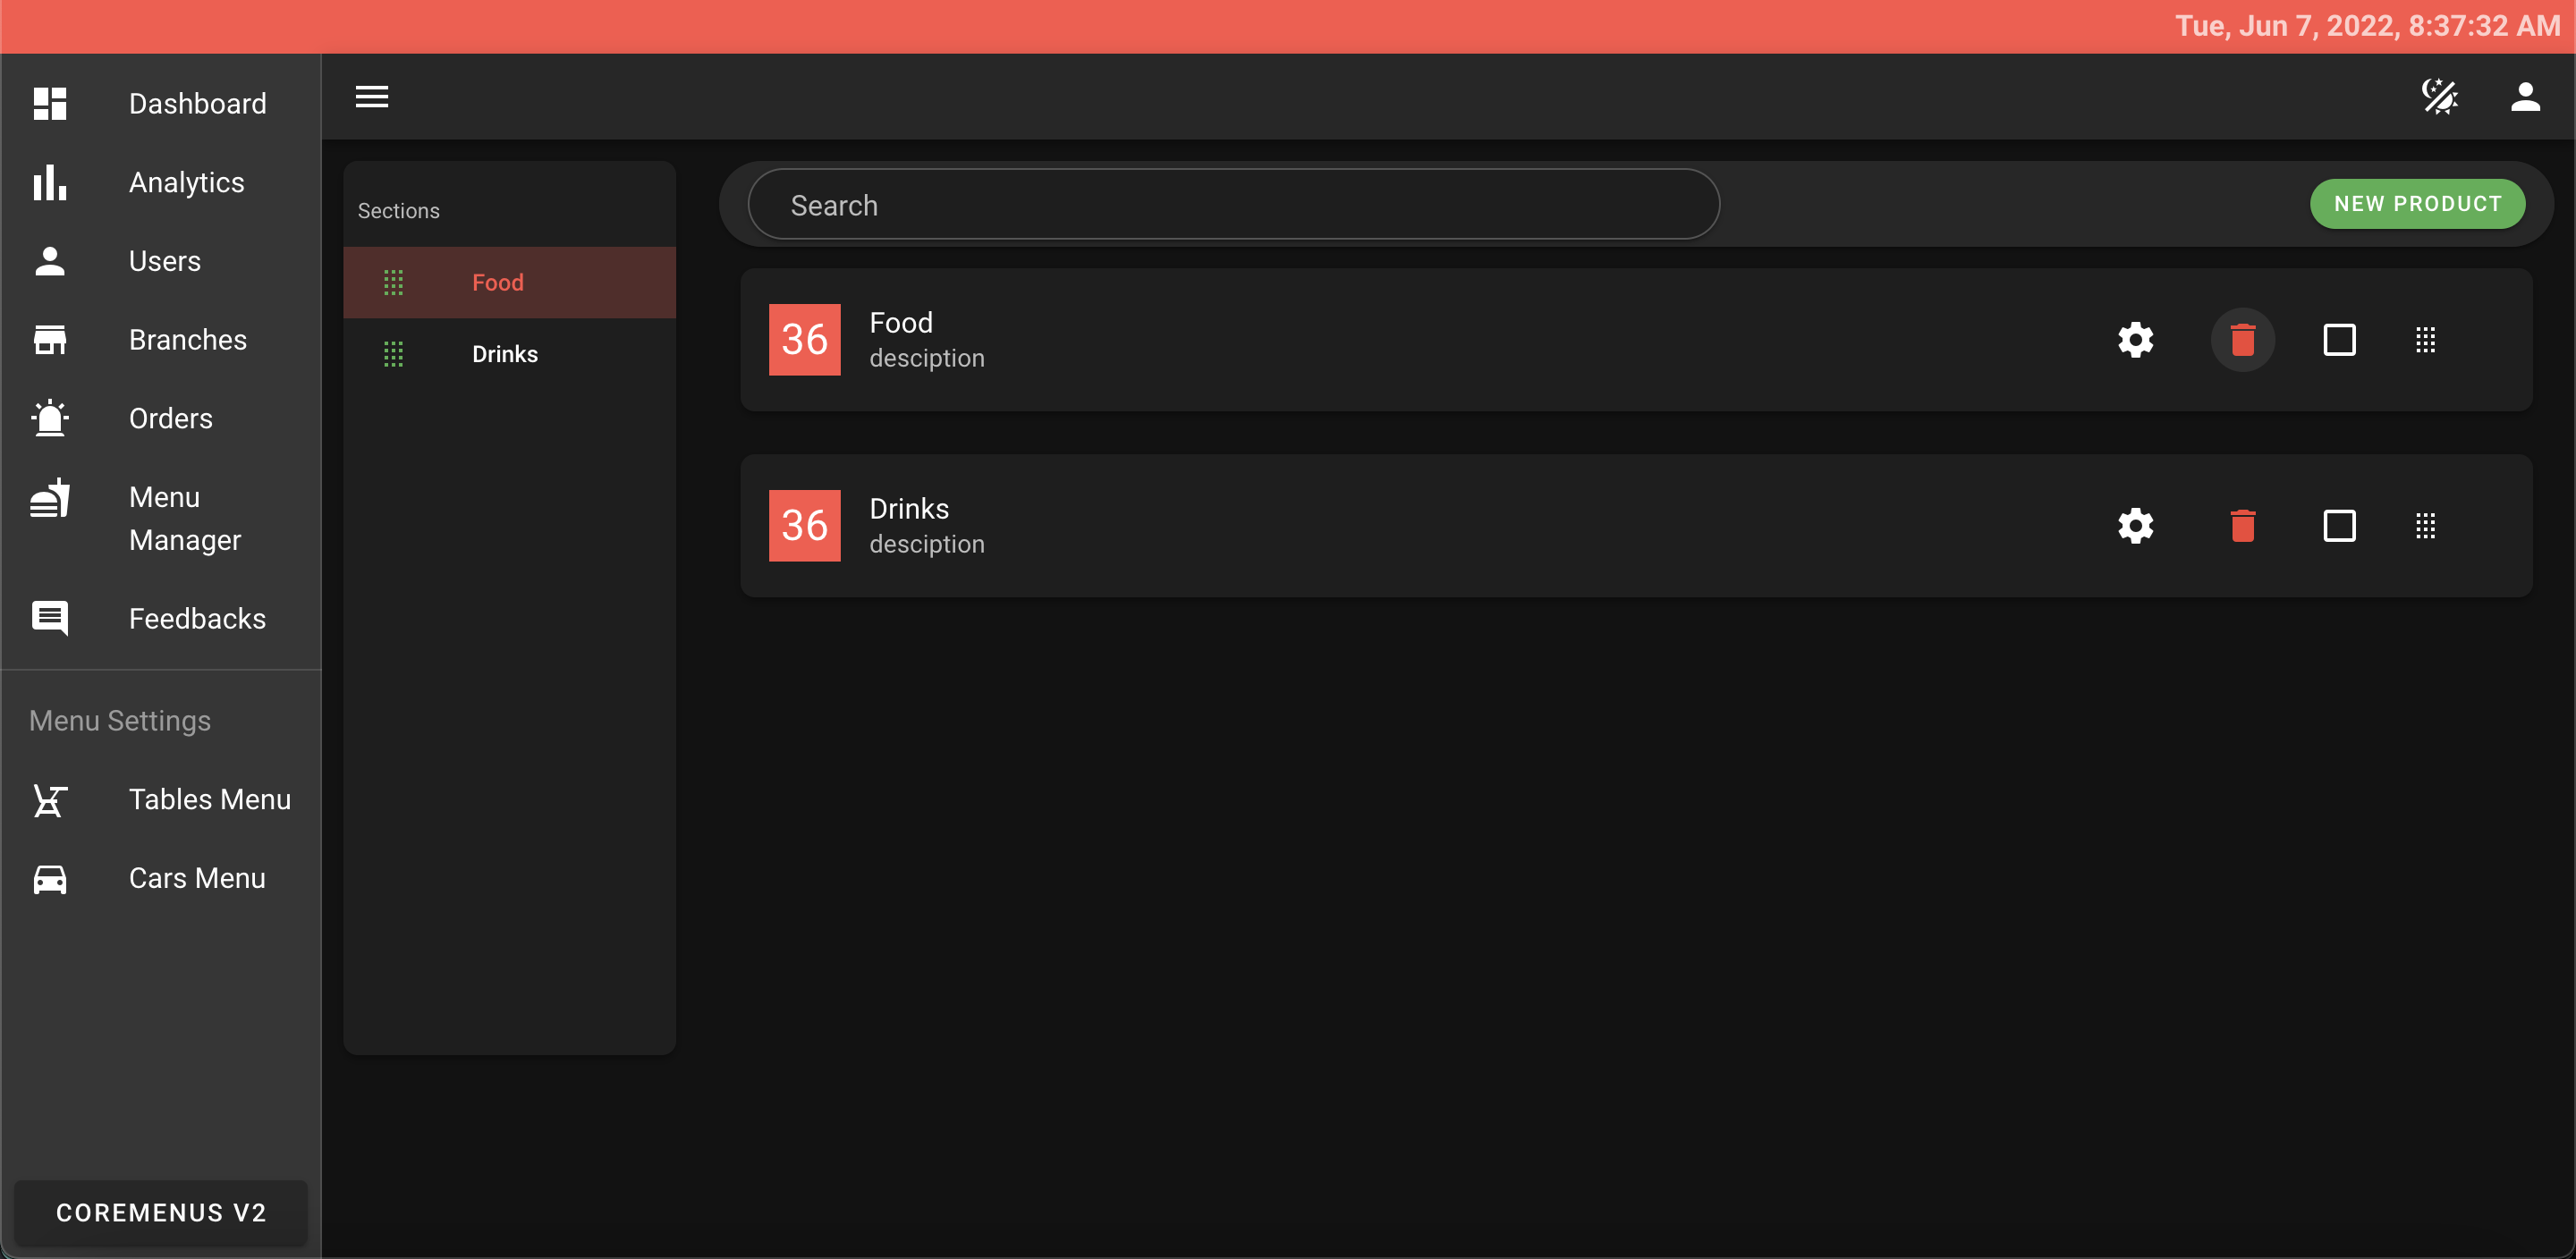 Tue, Jun 7, 2022, 8:37:32 AM
Dashboard
Analytics
Users
Branches
Orders
Menu
Manager
Feedbacks
Menu Settings
Tables Menu
Cars Menu
COREMENUS V2
Sections
Food
Drinks
Search
NEW PRODUCT
36
Food
desciption
36
Drinks
desciption